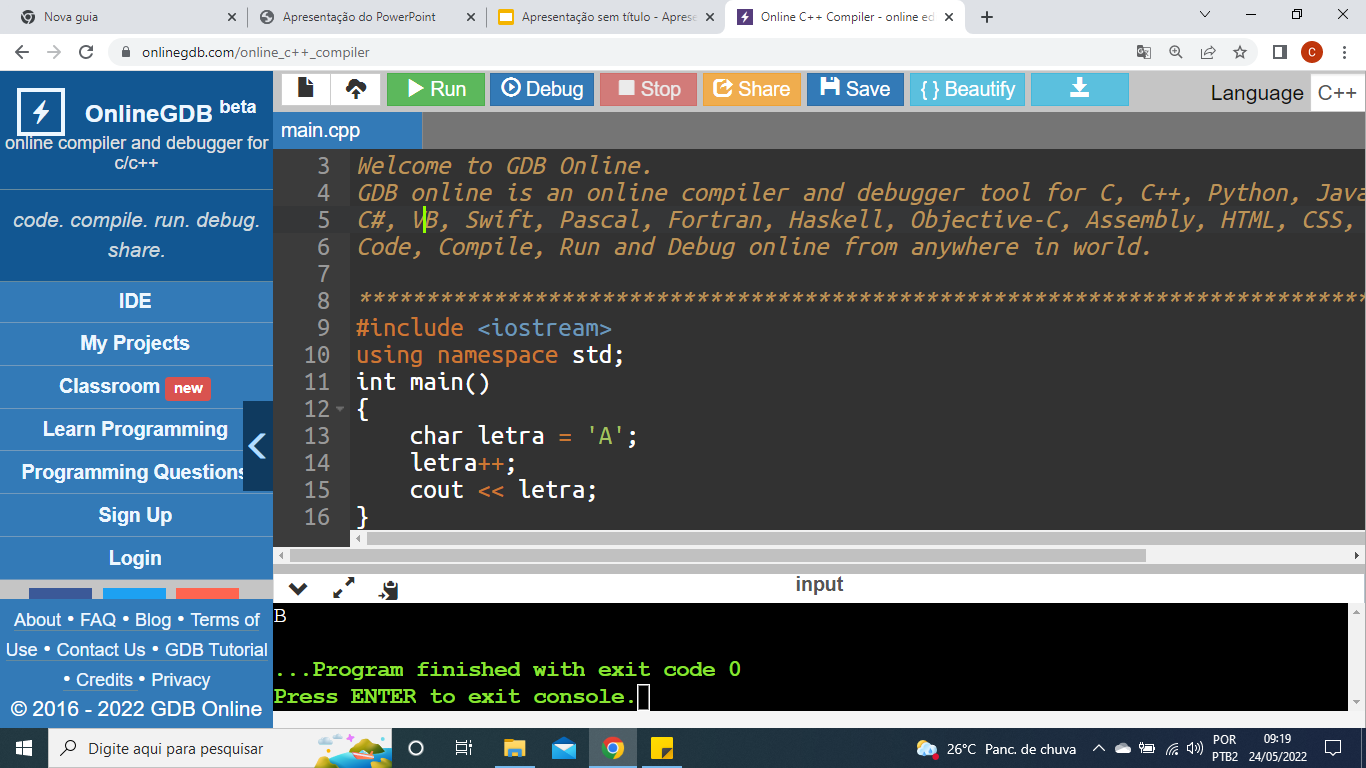 Nova guia
Apresentação do PowerPoint
Apresentação sem título - Aprese
Online C++ Compiler - online ed
onlinegdb.com/online_c++_compiler
C
OnlineGDB beta
online compiler and debugger for
c/c++
code. compile. run. debug.
share.
IDE
My Projects
Classroom new
Learn Programming
Programming Questions
Sign Up
Login
About • FAQ • Blog • Terms of
Use • Contact Us • GDB Tutorial
• Credits • Privacy
© 2016 - 2022 GDB Online
Run
Debug
Stop
Share
Save
{ } Beautify
Language C++
main.cpp
3 Welcome to GDB Online.
4 GDB online is an online compiler and debugger tool for C, C++, Python, Java
5 C#, VB, Swift, Pascal, Fortran, Haskell, Objective-C, Assembly, HTML, CSS,
6 Code, Compile, Run and Debug online from anywhere in world.
7
8 ***************************************************************************
9 #include <iostream>
10 using namespace std;
11 int main()
12 {
13     char letra = 'A';
14     letra++;
15     cout << letra;
16 }
input
B
...Program finished with exit code 0
Press ENTER to exit console.
Digite aqui para pesquisar
26°C Panc. de chuva
POR
PTB2
09:19
24/05/2022